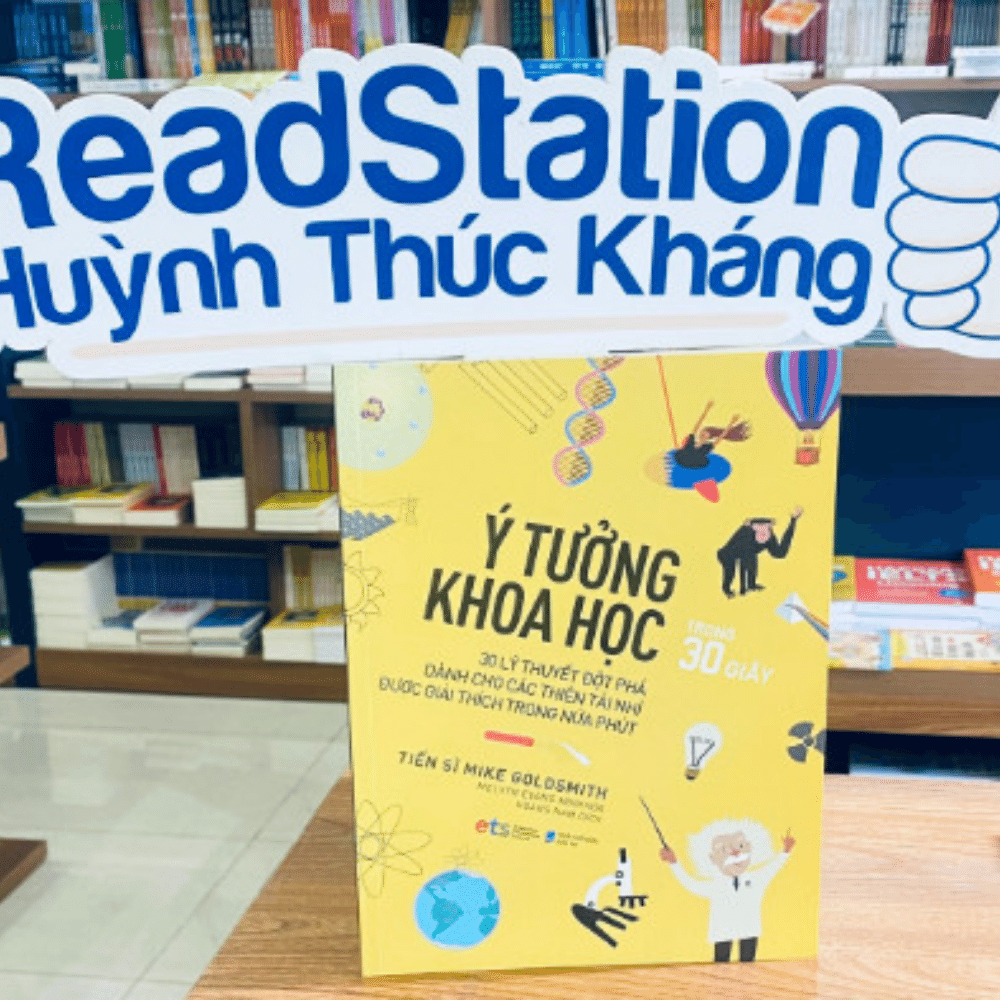 ReadStation
Huỳnh Thúc Kháng
Ý TƯỞNG
KHOA HỌC
TRONG
30 GIÂY
30 LÝ THUYẾT ĐỘT PHÁ
DÀNH CHO CÁC THIÊN TÀI NHÍ
ĐƯỢC GIẢI THÍCH TRONG NỬA PHÚT
TIẾN SĨ MIKE GOLDSMITH
ets